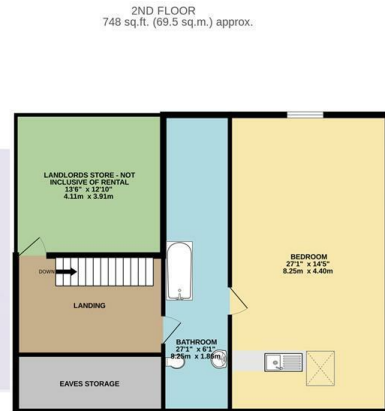 2ND FLOOR
748 sq.ft. (69.5 sq.m.) approx.
LANDLORDS STORE - NOT
INCLUSIVE OF RENTAL
13'6" x 12'10"
4.11m x 3.91m
BEDROOM
27'1" x 14'5"
8.25m x 4.40m
DOWN
LANDING
BATHROOM
27'1" x 6'1"
8.25m x 1.85m
EAVES STORAGE